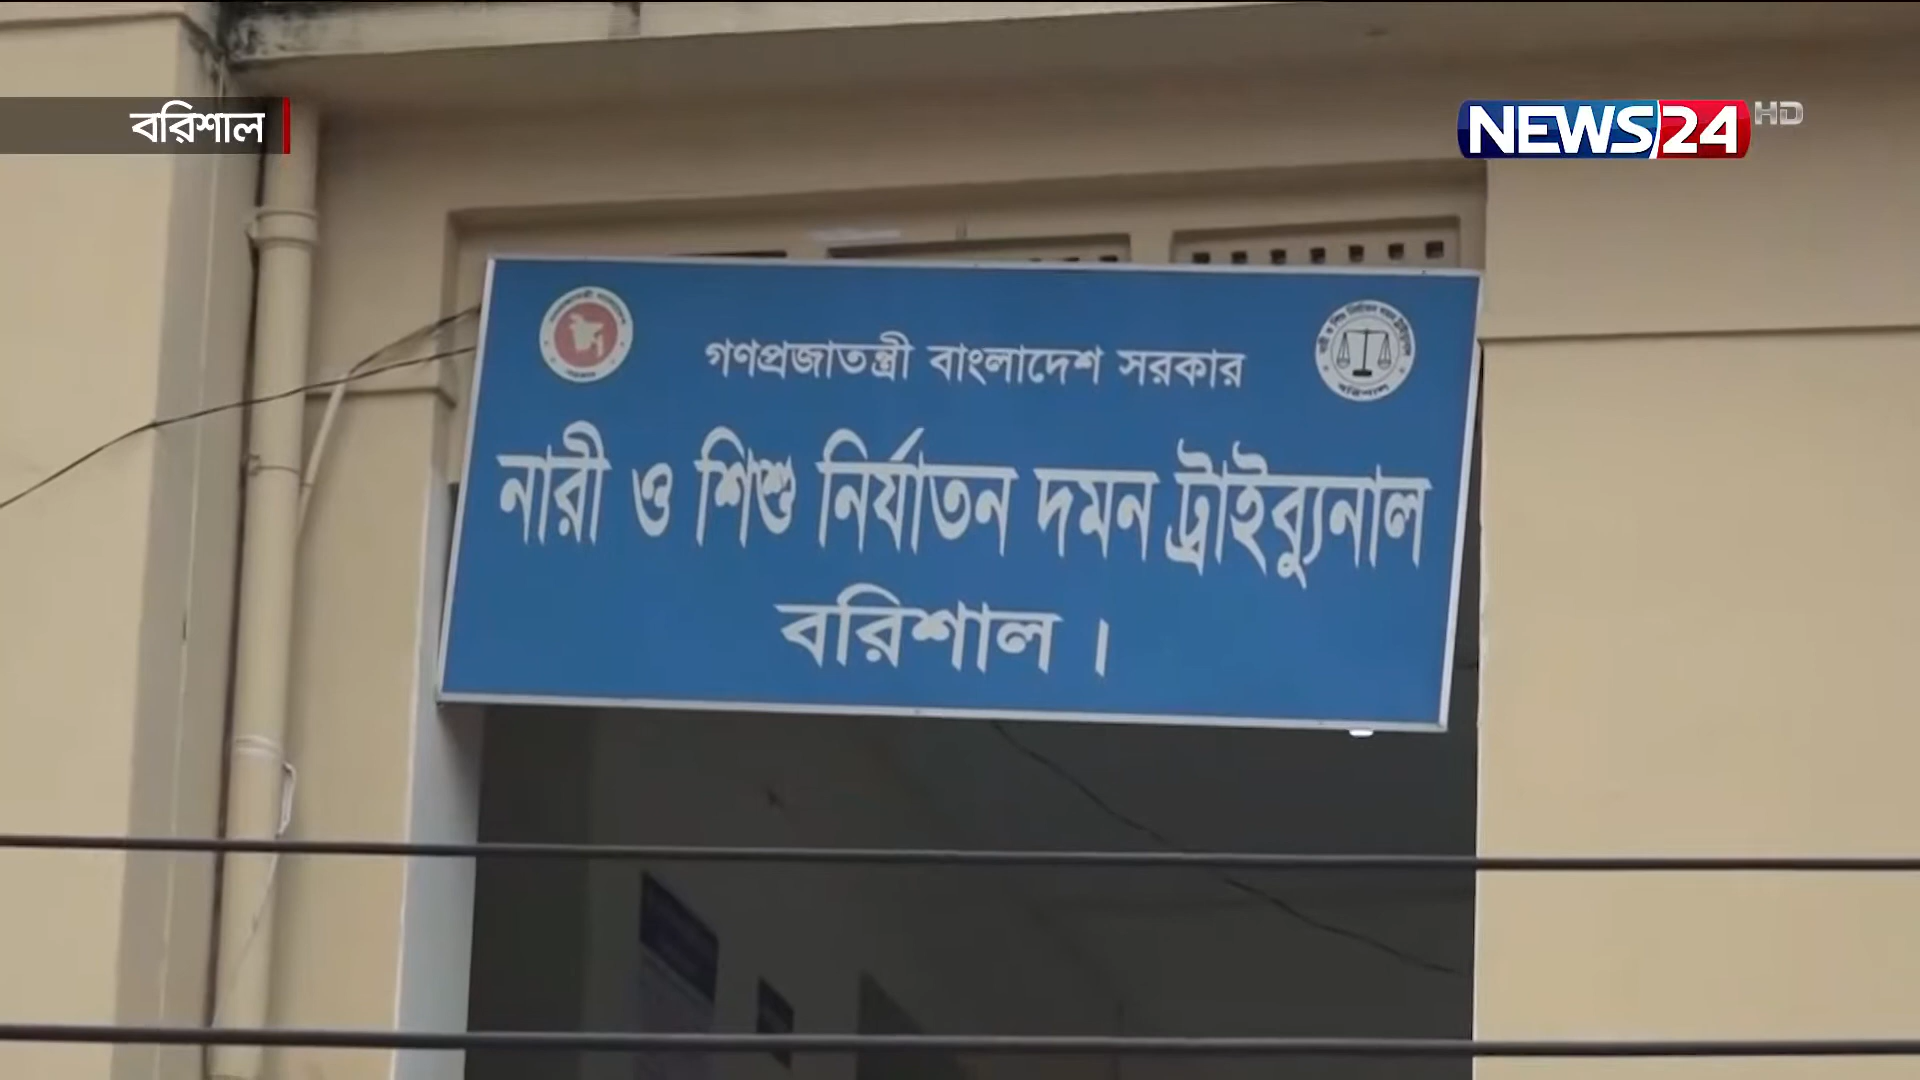 বরিশাল
NEWS24 HD
গণপ্রজাতন্ত্রী বাংলাদেশ সরকার
নারী ও শিশু নির্যাতন দমন ট্রাইব্যুনাল
বরিশাল ।